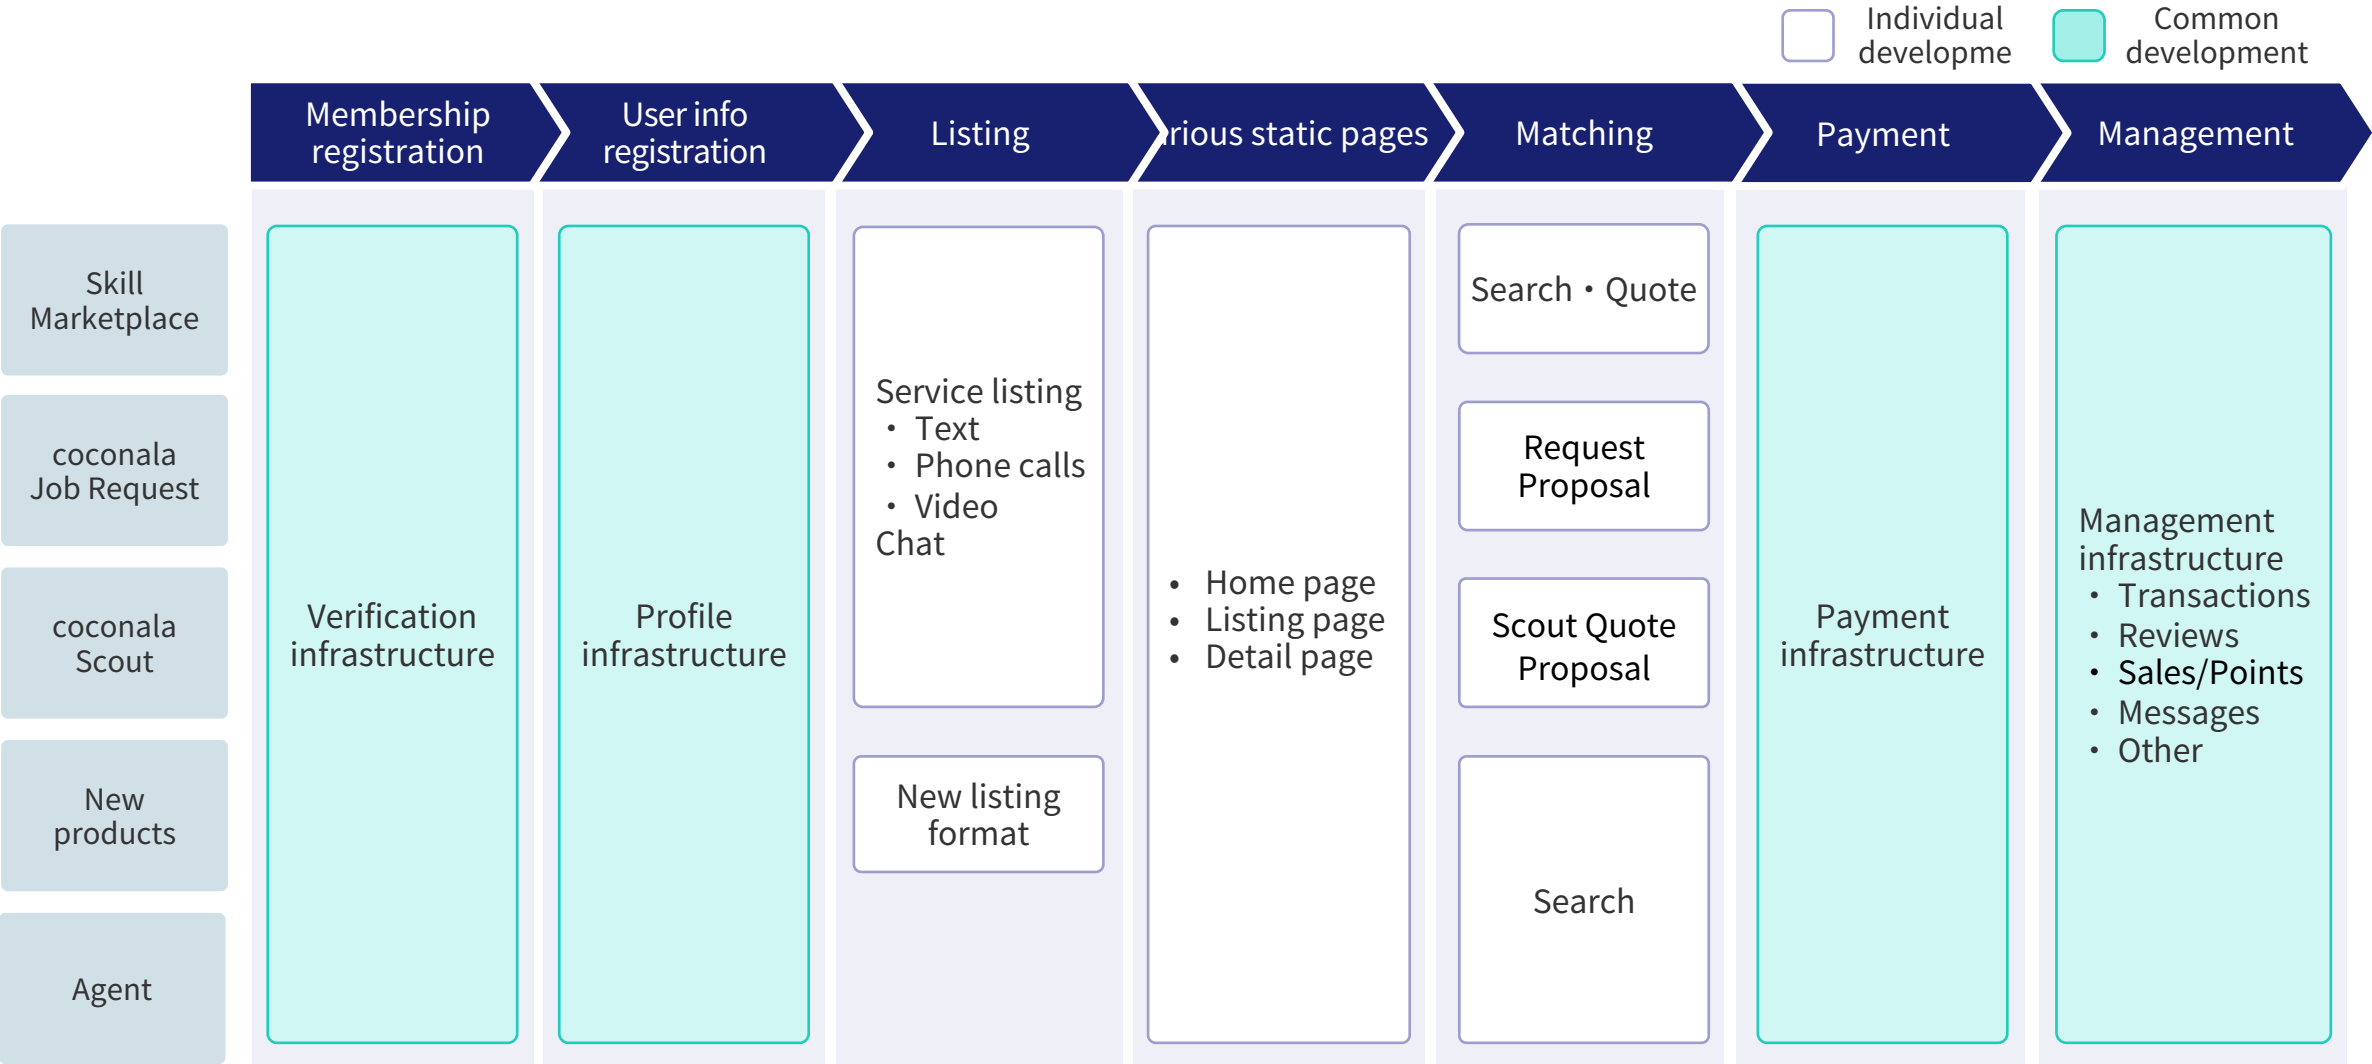 Individual
developme
Common
development
Membership
registration
User info
registration
Listing
rious static pages
Matching
Payment
Management
Skill
Marketplace
coconala
Job Request
coconala
Scout
New
products
Agent
Verification
infrastructure
Profile
infrastructure
Service listing
・ Text
・ Phone calls
・ Video
Chat
New listing
format
• Home page
• Listing page
• Detail page
Search・Quote
Request
Proposal
Scout Quote
Proposal
Search
Payment
infrastructure
Management
infrastructure
・ Transactions
・ Reviews
・ Sales/Points
・ Messages
・ Other